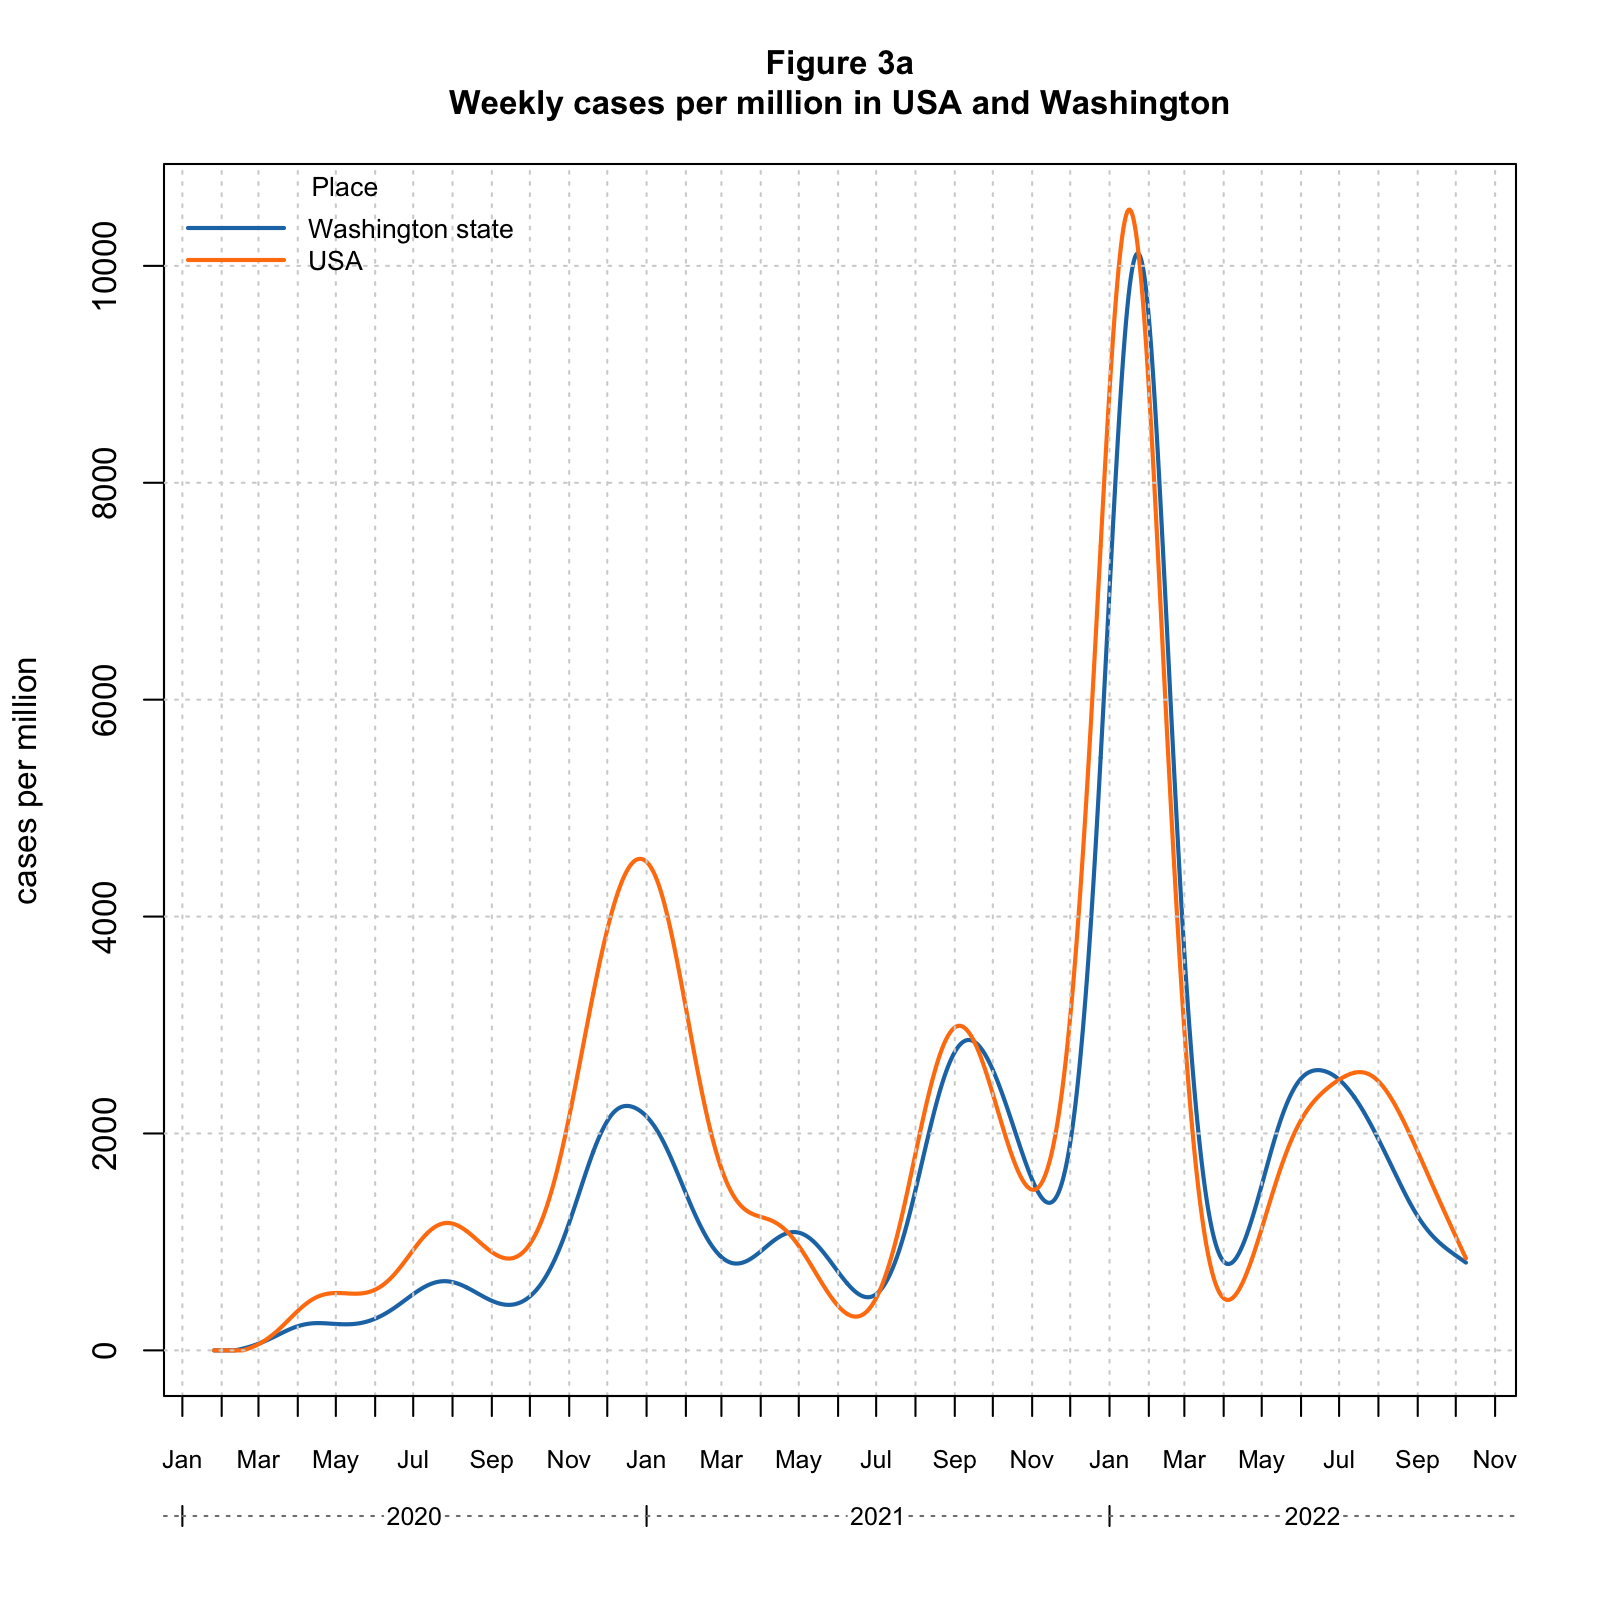 Figure 3a
Weekly cases per million in USA and Washington
Place
Washington state
USA
cases per million
10000
8000
6000
4000
2000
0
Jan Mar May Jul Sep Nov Jan Mar May Jul Sep Nov Jan Mar May Jul Sep Nov
2020 2021 2022